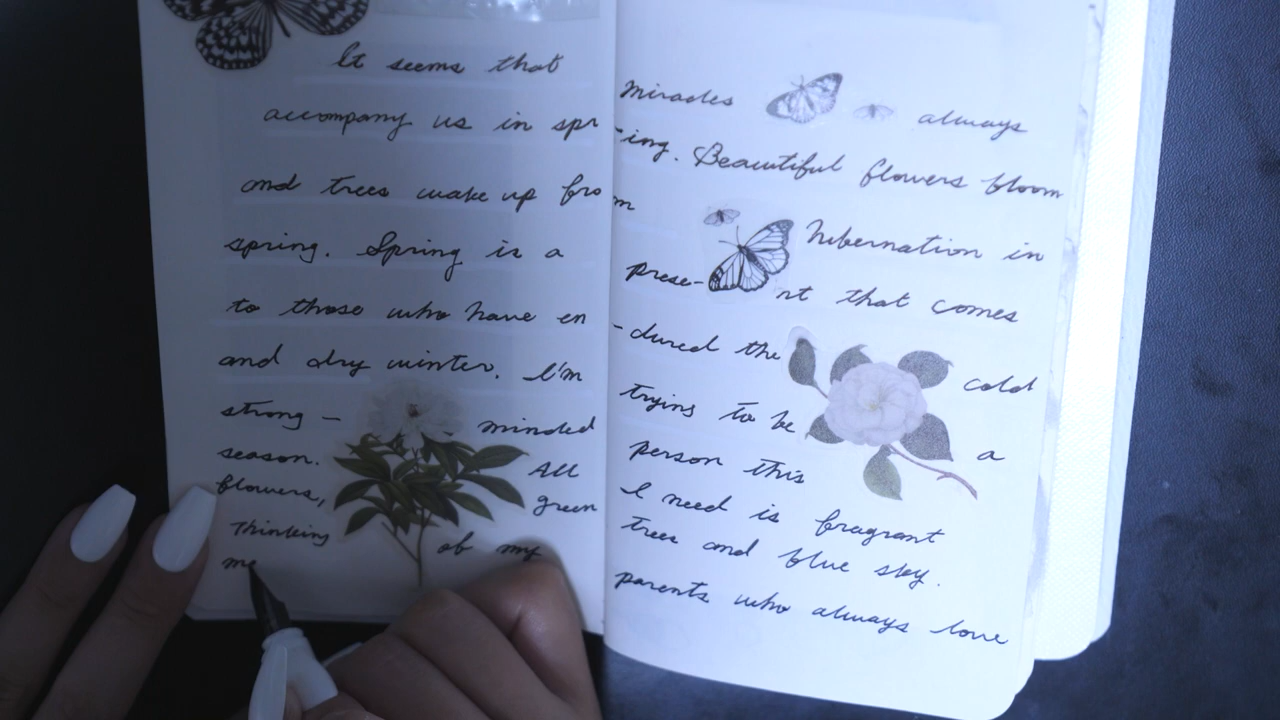 It seems that Miracles always
accompany us in spr-ing. Beautiful flowers bloom
and trees wake up from hibernation in
spring. Spring is a prese-nt that comes
to those who have en-dured the cold
and dry winter. I'm trying to be a
strong-minded person this
season. All I need is fragrant
flowers, green trees and blue sky.
Thinking of my parents who always love
me